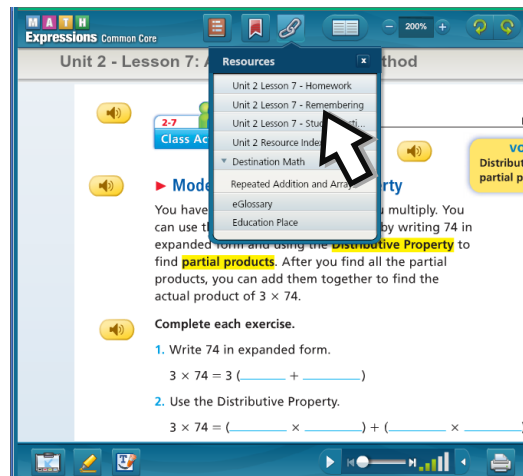 MATH
Expressions Common Core
200%
Unit 2 - Lesson 7: A
thod
Resources
x
Unit 2 Lesson 7 - Homework
Unit 2 Lesson 7 - Remembering
Unit 2 Lesson 7 -
Unit 2 Resource Inde
Destination Math
Repeated Addition and Array
eGlossary
Education Place
2-7
Class Ac
VO
Distribut
partial p
Mode
rty
You have
u multiply. You
can use t
by writing 74 in
expanded form and using the Distributive Property to
find partial products. After you find all the partial
products, you can add them together to find the
actual product of 3 × 74.
Complete each exercise.
1. Write 74 in expanded form.
3 × 74 = 3 (______ + ______)
2. Use the Distributive Property.
3 × 74 = (______ × ______) + (______ × ______)